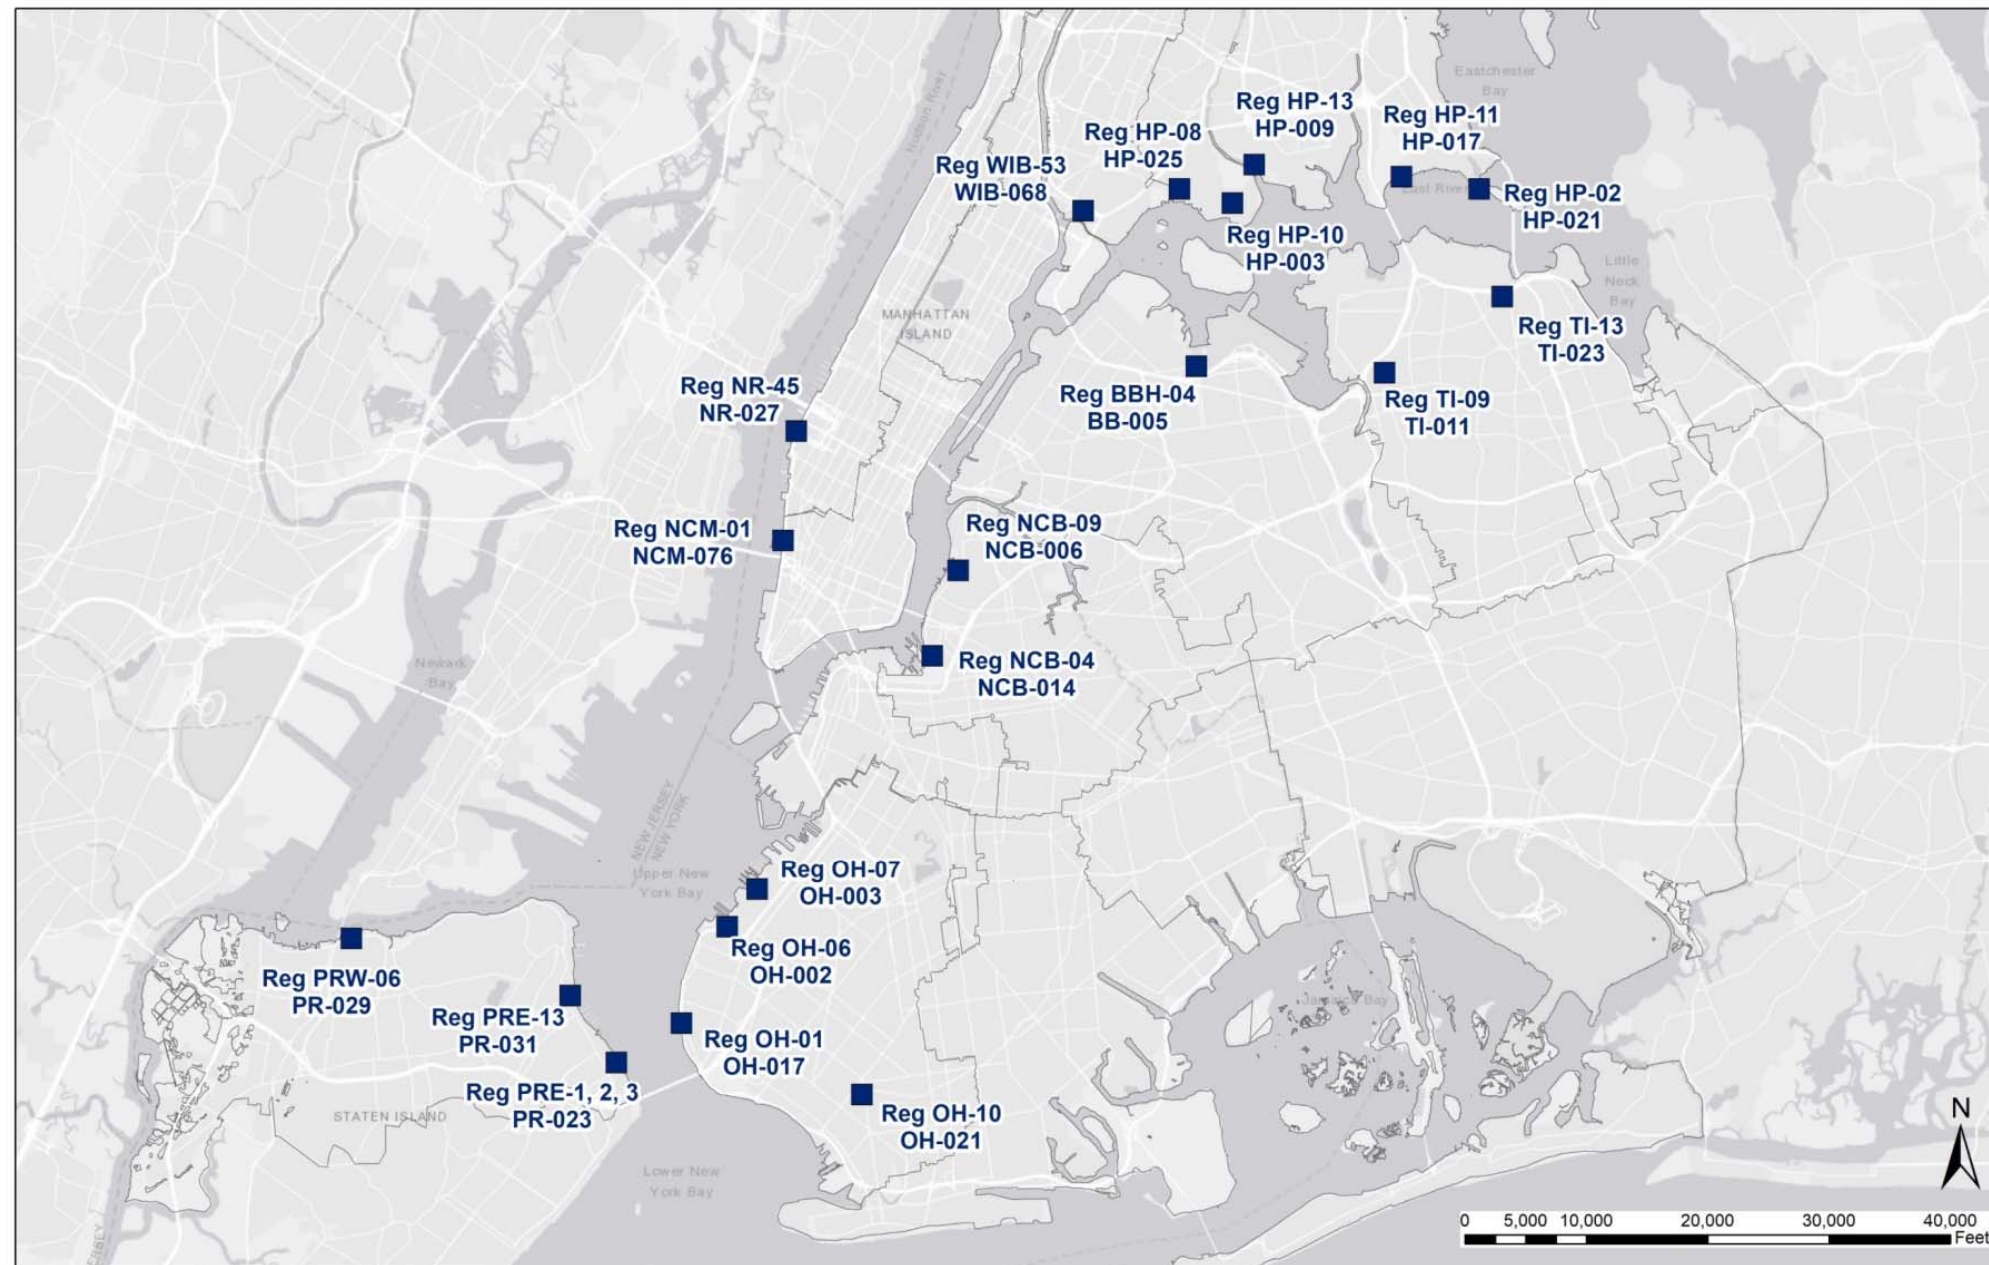 Eastchester
Bay
Hudson River
Reg HP-13
HP-009
Reg HP-11
HP-017
Reg HP-08
HP-025
Reg WIB-53
WIB-068
East River
Reg HP-02
HP-021
Reg HP-10
HP-003
Little
Neck
Bay
MANHATTAN
ISLAND
Reg TI-13
TI-023
Reg NR-45
NR-027
Reg BBH-04
BB-005
Reg TI-09
TI-011
Reg NCM-01
NCM-076
Reg NCB-09
NCB-006
Newark
Bay
Reg NCB-04
NCB-014
NEW JERSEY
NEW YORK
Upper New
York Bay
Reg OH-07
OH-003
Reg OH-06
OH-002
Reg PRW-06
PR-029
Reg PRE-13
PR-031
Jamaica Bay
Reg OH-01
OH-017
Reg PRE-1, 2, 3
PR-023
STATEN ISLAND
Reg OH-10
OH-021
Lower New
York Bay
N
0 5,000 10,000 20,000 30,000 40,000
Feet